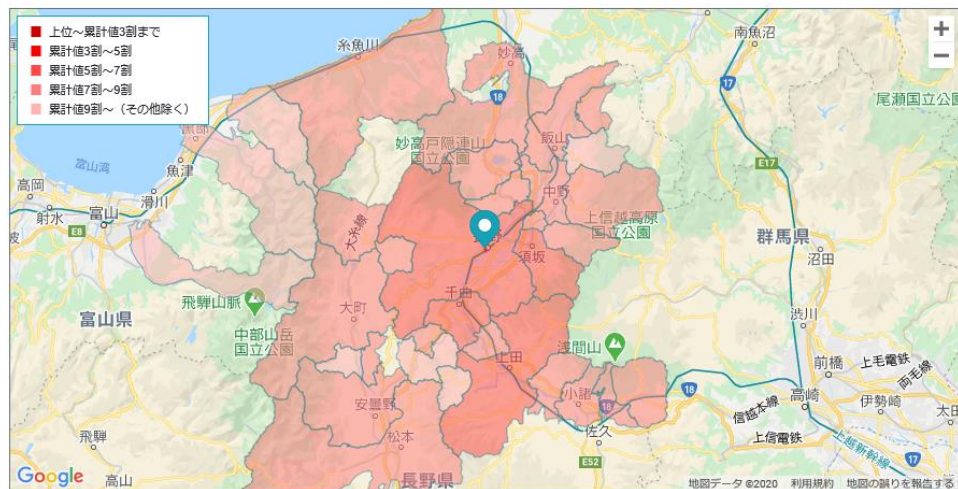 上位～累計値3割まで
累計値3割～5割
累計値5割～7割
累計値7割～9割
累計値9割～（その他除く）
糸魚川
妙高
南魚沼
18
17
尾瀬国立公園
黒部
妙高戸隠連山
国立公園
飯山
富山湾
魚津
E17
高岡
滑川
中野
射水
富山
上信越高原
国立公園
群馬県
E8
大糸線
須坂
沼田
千曲
飛騨山脈
大町
渋川
富山県
中部山岳
国立公園
浅間山
上田
前橋
上毛電鉄
両毛線
小諸
18
18
高崎
安曇野
信越本線
伊勢崎
太田
飛騨
松本
佐久
上信電鉄
上越新幹線
17
E52
長野県
高山
Google
地図データ ©2020
利用規約
地図の誤りを報告する